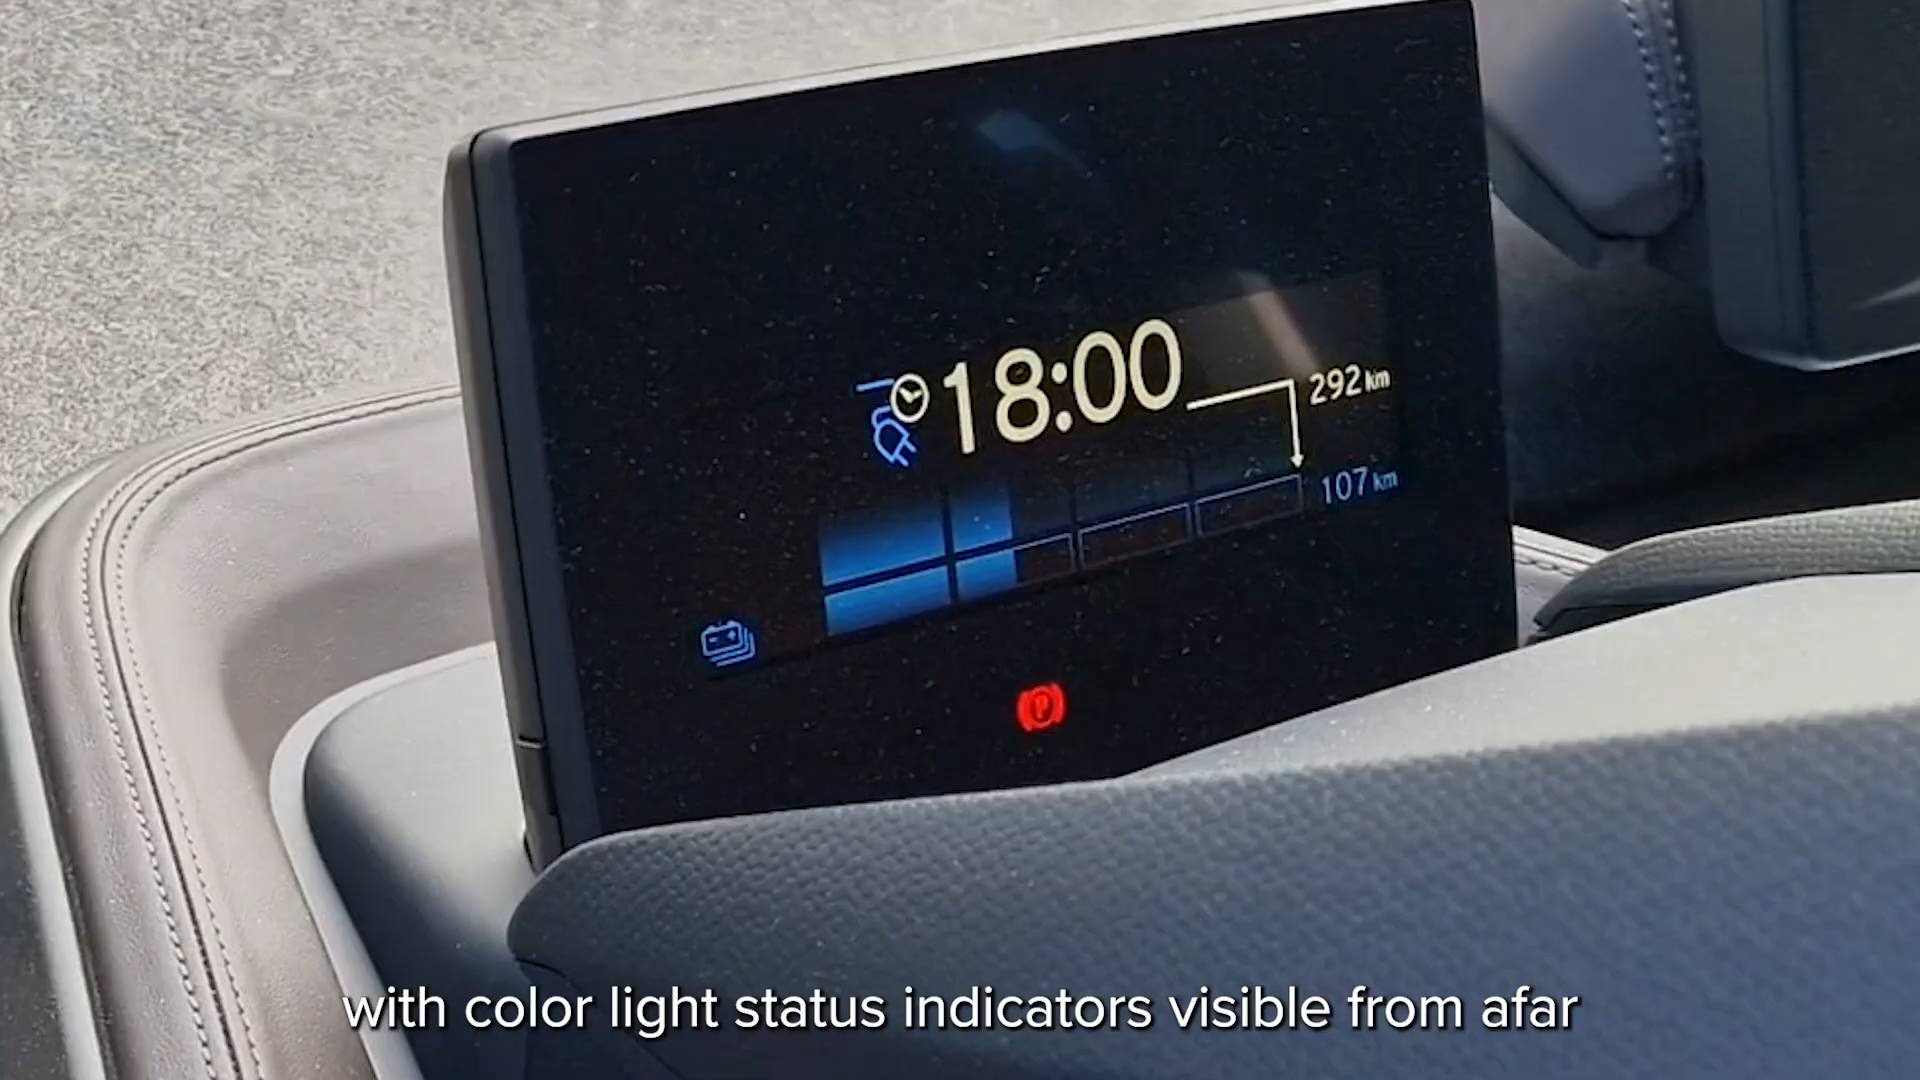 18:00
292 km
107 km
P
with color light status indicators visible from afar